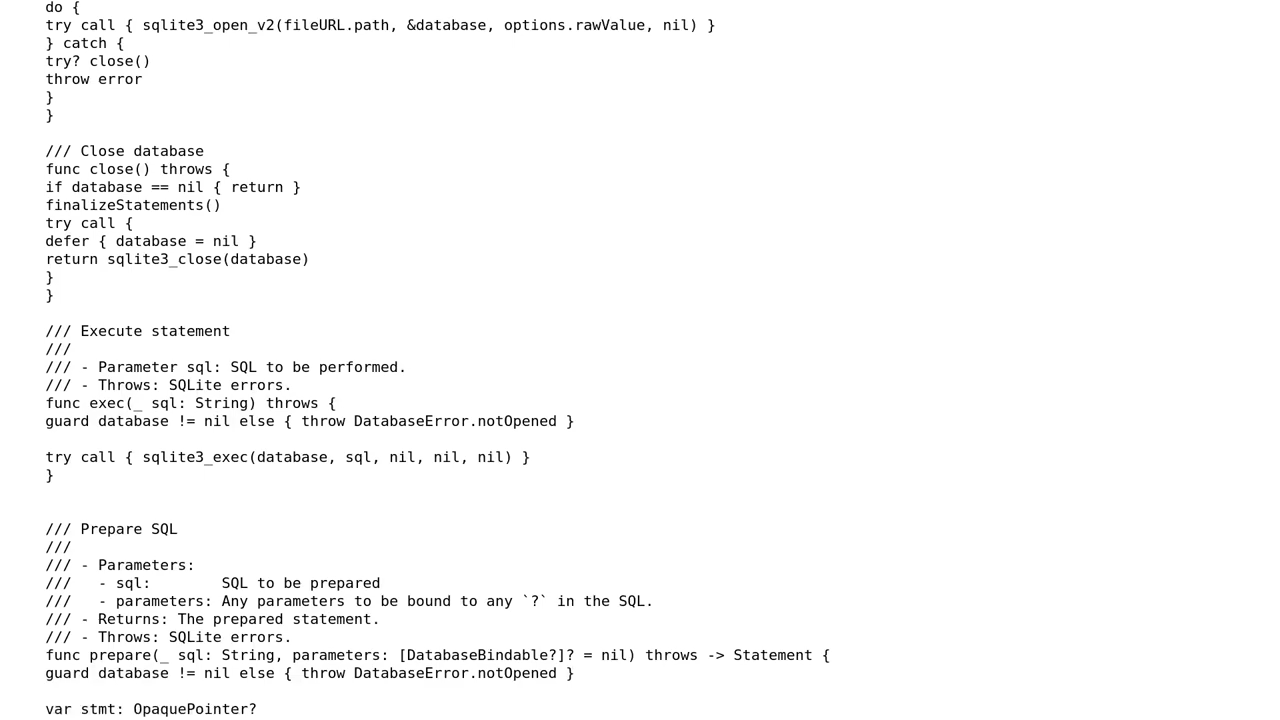 do {
try call { sqlite3_open_v2(fileURL.path, &database, options.rawValue, nil) }
} catch {
try? close()
throw error
}
}

/// Close database
func close() throws {
if database == nil { return }
finalizeStatements()
try call {
defer { database = nil }
return sqlite3_close(database)
}
}

/// Execute statement
///
/// - Parameter sql: SQL to be performed.
/// - Throws: SQLite errors.
func exec(_ sql: String) throws {
guard database != nil else { throw DatabaseError.notOpened }

try call { sqlite3_exec(database, sql, nil, nil, nil) }
}


/// Prepare SQL
///
/// - Parameters:
///   - sql:        SQL to be prepared
///   - parameters: Any parameters to be bound to any `?` in the SQL.
/// - Returns: The prepared statement.
/// - Throws: SQLite errors.
func prepare(_ sql: String, parameters: [DatabaseBindable?]? = nil) throws -> Statement {
guard database != nil else { throw DatabaseError.notOpened }

var stmt: OpaquePointer?